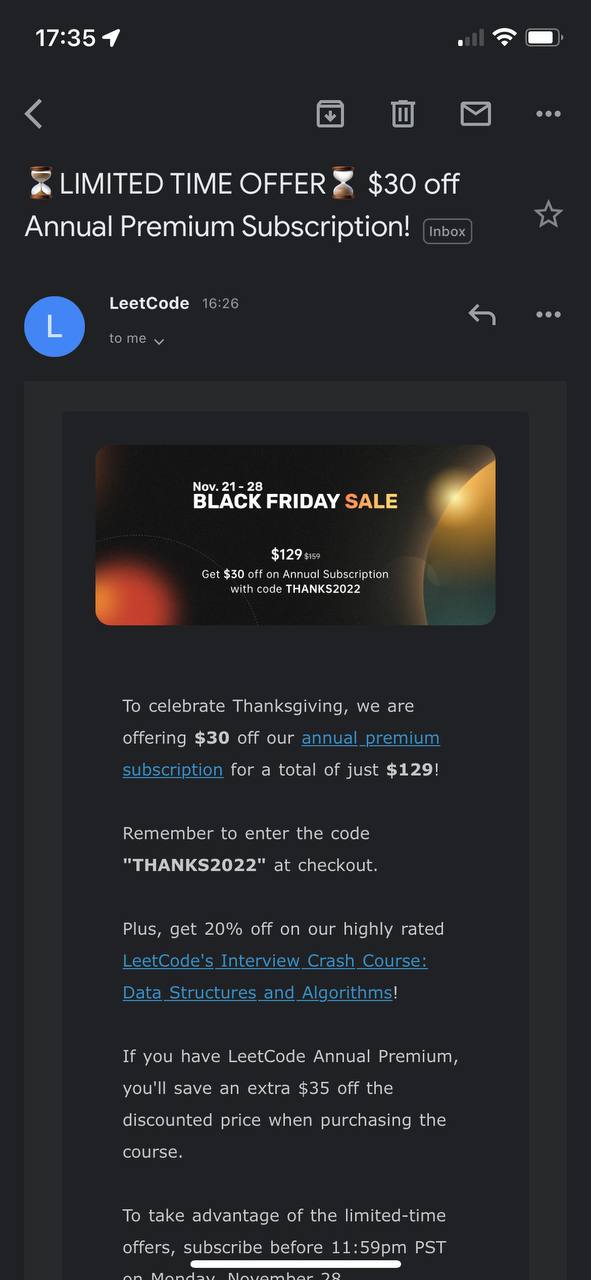 17:35
LIMITED TIME OFFER $30 off
Annual Premium Subscription! Inbox
L
LeetCode 16:26
to me
Nov. 21 - 28
BLACK FRIDAY SALE
$129 $159
Get $30 off on Annual Subscription
with code THANKS2022
To celebrate Thanksgiving, we are
offering $30 off our annual premium
subscription for a total of just $129!
Remember to enter the code
"THANKS2022" at checkout.
Plus, get 20% off on our highly rated
LeetCode's Interview Crash Course:
Data Structures and Algorithms!
If you have LeetCode Annual Premium,
you'll save an extra $35 off the
discounted price when purchasing the
course.
To take advantage of the limited-time
offers, subscribe before 11:59pm PST
on Monday, November 28